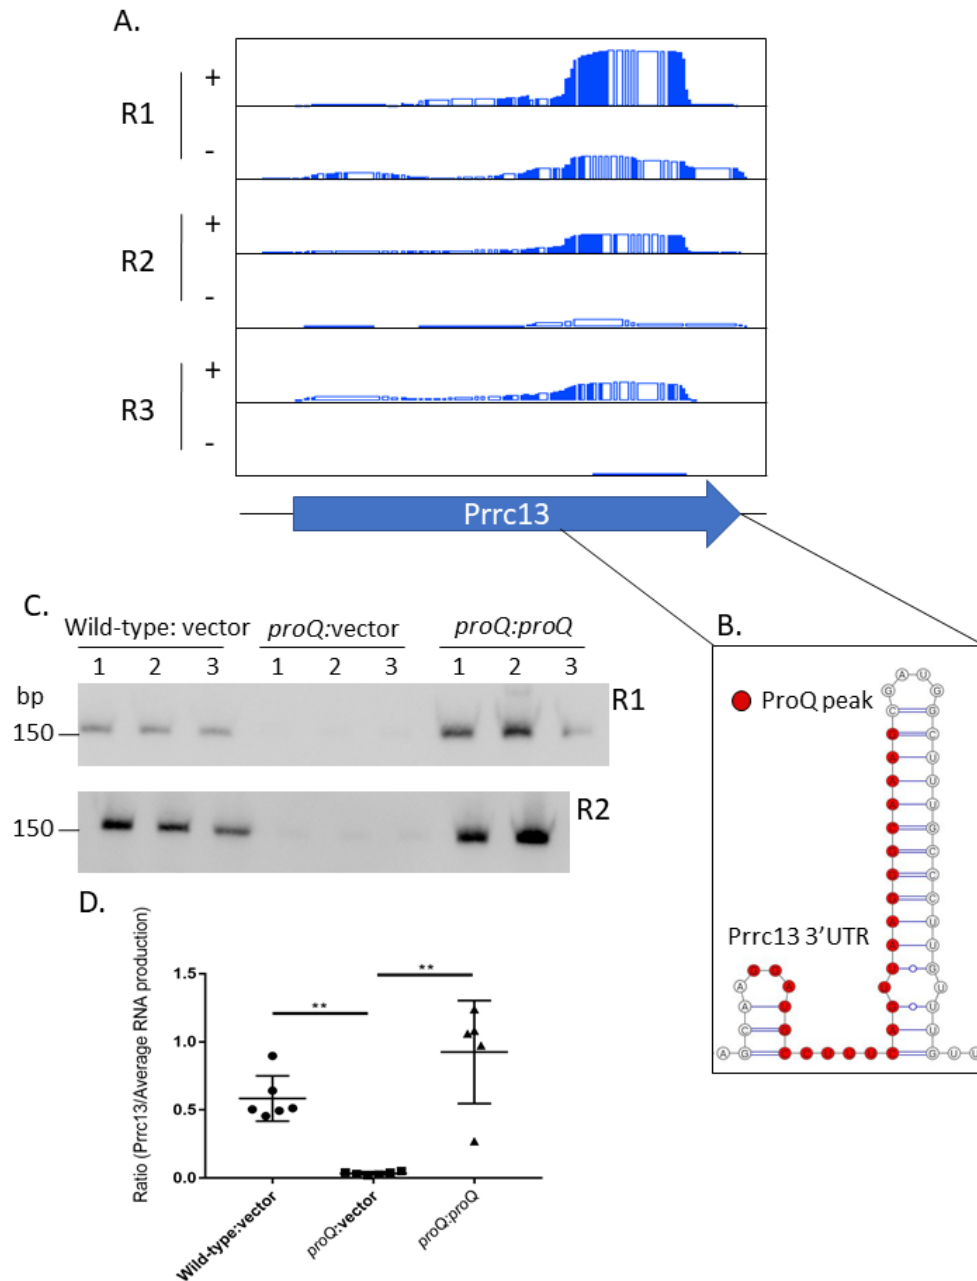 A.
R1
+
-
R2
+
-
R3
+
-
Prrc13
C.
Wild-type: vector proQ:vector proQ:proQ
1 2 3 1 2 3 1 2 3
bp
150
R1
150
R2
B.
ProQ peak
Prrc13 3'UTR
D.
Ratio (Prrc13/Average RNA production)
1.5
1.0
0.5
0.0
**
**
Wild-type:vector
proQ:vector
proQ:proQ